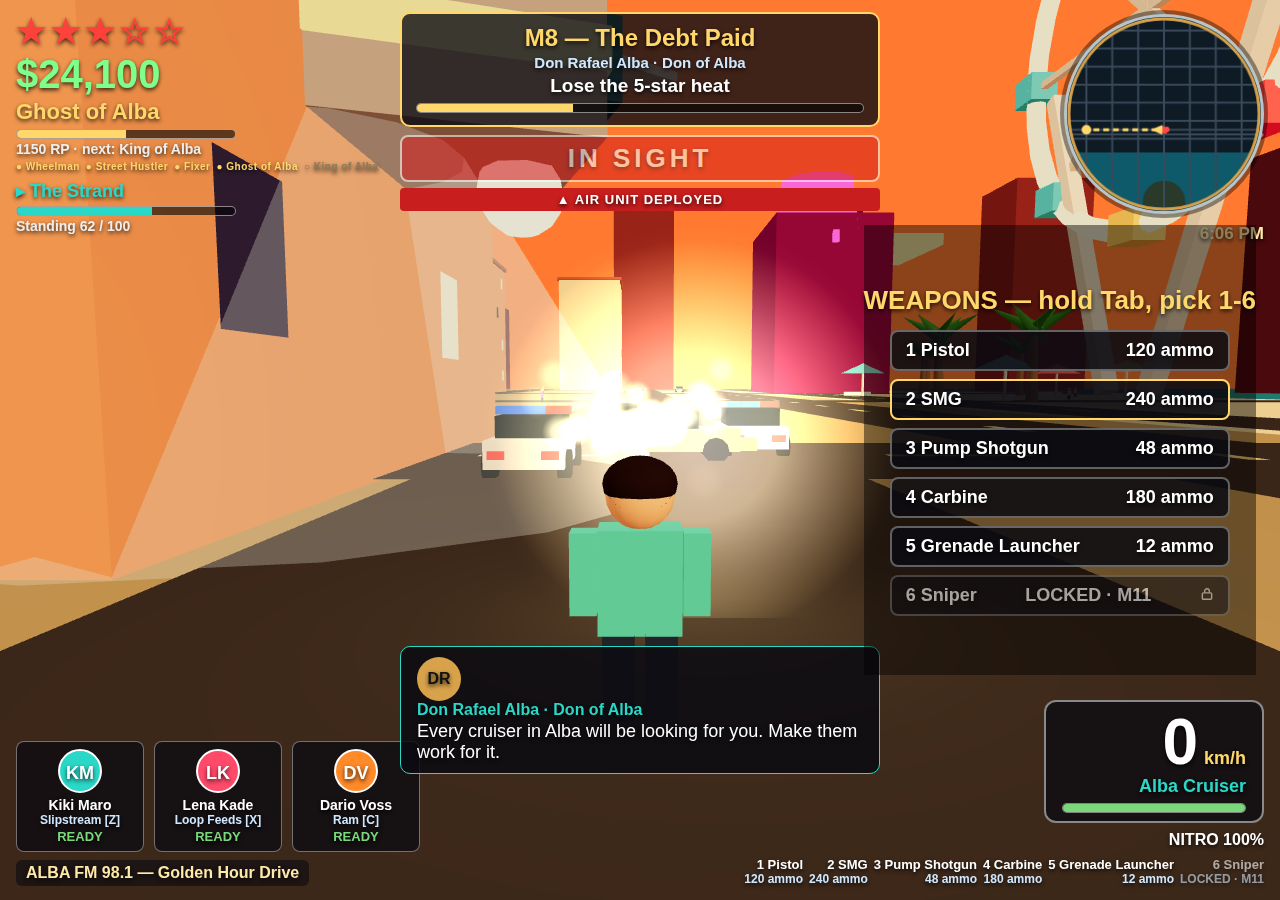 $24,100
Ghost of Alba
1150 RP · next: King of Alba
● Wheelman ● Street Hustler ● Fixer ● Ghost of Alba ○ King of Alba
▸ The Strand
Standing 62 / 100
M8 — The Debt Paid
Don Rafael Alba · Don of Alba
Lose the 5-star heat
IN SIGHT
▲ AIR UNIT DEPLOYED
6:06 PM
WEAPONS — hold Tab, pick 1-6
1 Pistol 120 ammo
2 SMG 240 ammo
3 Pump Shotgun 48 ammo
4 Carbine 180 ammo
5 Grenade Launcher 12 ammo
6 Sniper LOCKED · M11
DR
Don Rafael Alba · Don of Alba
Every cruiser in Alba will be looking for you. Make them
work for it.
KM
Kiki Maro
Slipstream [Z]
READY
LK
Lena Kade
Loop Feeds [X]
READY
DV
Dario Voss
Ram [C]
READY
ALBA FM 98.1 — Golden Hour Drive
0 km/h
Alba Cruiser
NITRO 100%
1 Pistol 2 SMG 3 Pump Shotgun 4 Carbine 5 Grenade Launcher 6 Sniper
120 ammo 240 ammo 48 ammo 180 ammo 12 ammo LOCKED · M11